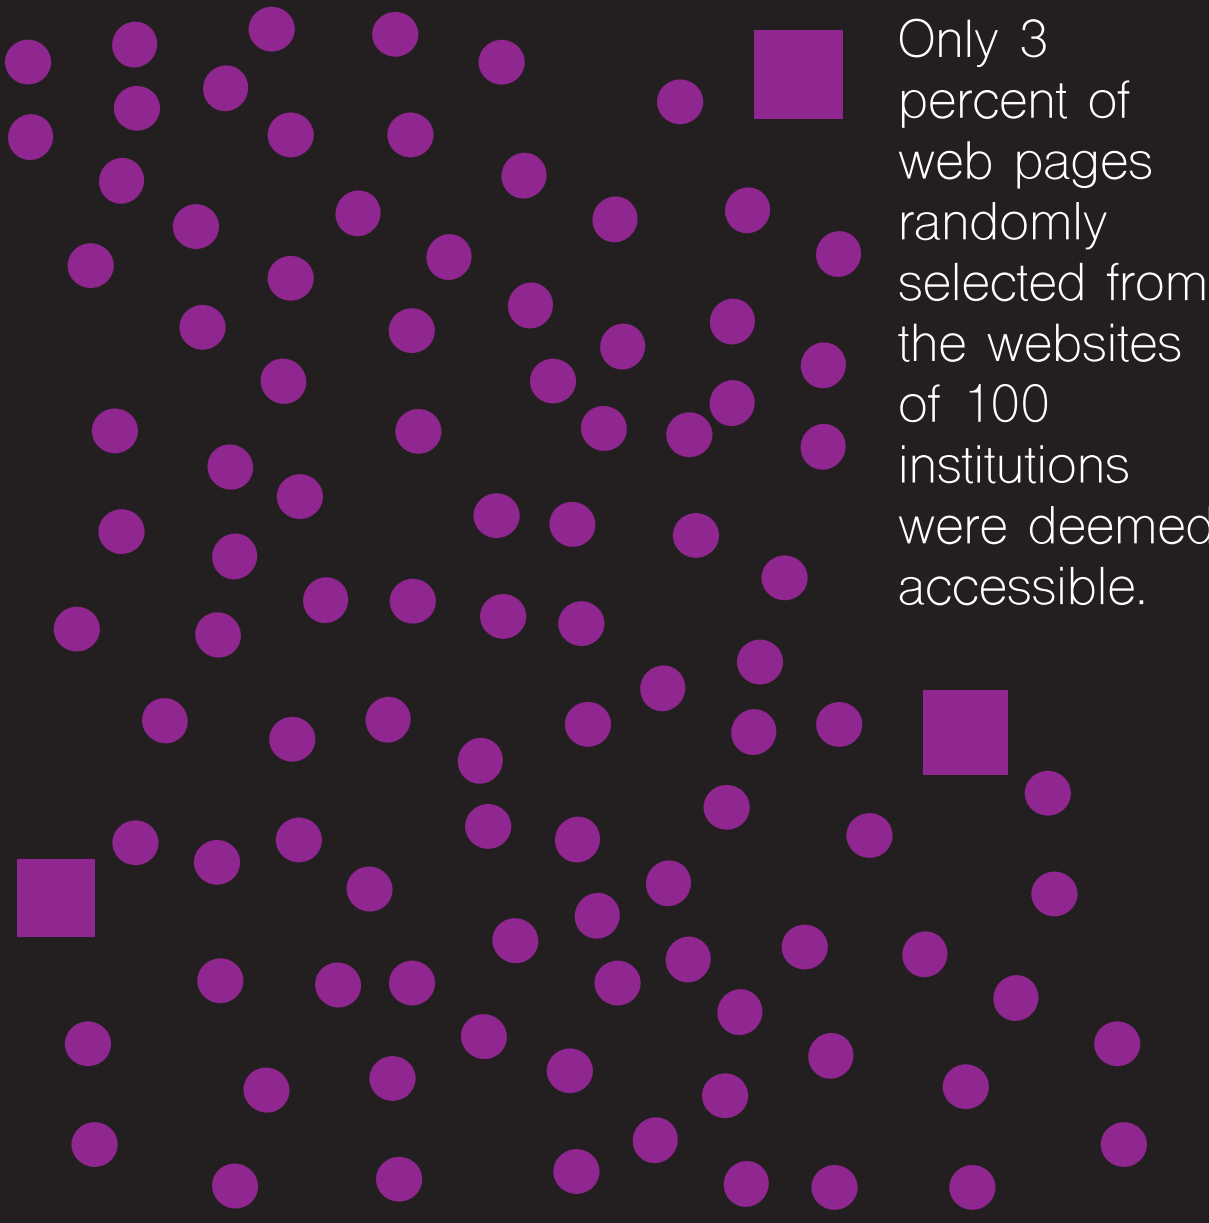 Only 3
percent of
web pages
randomly
selected from
the websites
of 100
institutions
were deemed
accessible.